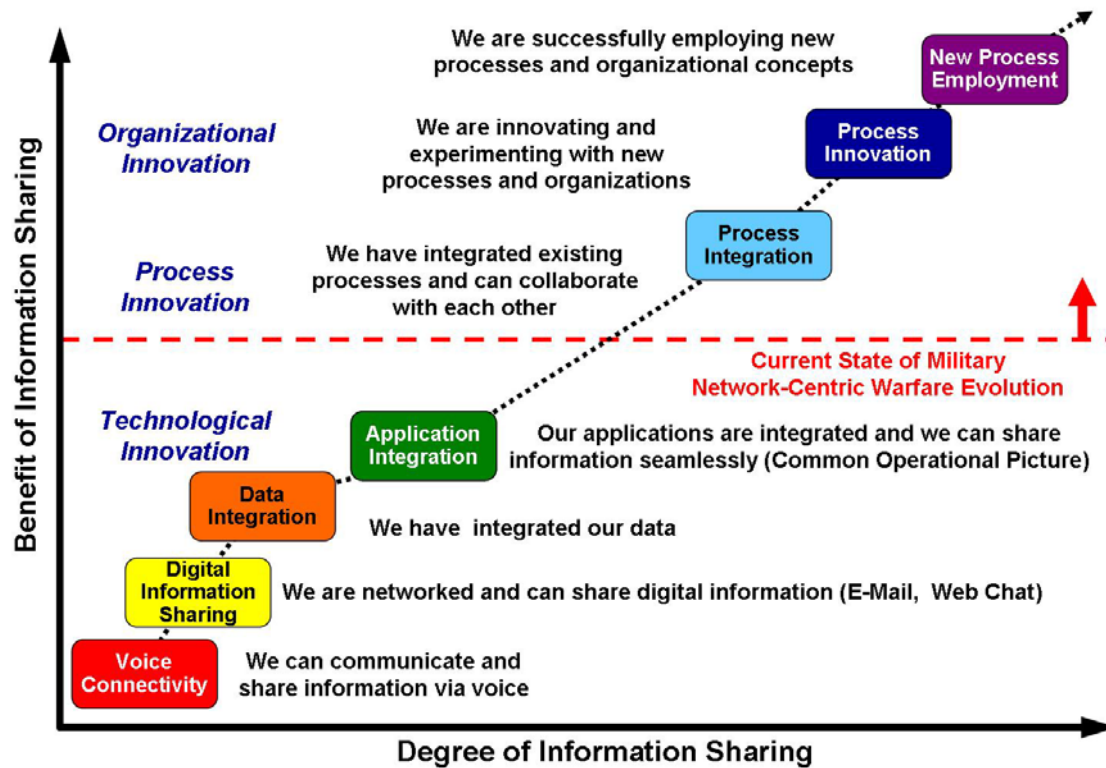 We are successfully employing new
processes and organizational concepts
New Process
Employment
Organizational
Innovation
We are innovating and
experimenting with new
processes and organizations
Process
Innovation
Process
Innovation
We have integrated existing
processes and can collaborate
with each other
Process
Integration
Current State of Military
Network-Centric Warfare Evolution
Technological
Innovation
Application
Integration
Our applications are integrated and we can share
information seamlessly (Common Operational Picture)
Data
Integration
We have integrated our data
Digital
Information
Sharing
We are networked and can share digital information (E-Mail, Web Chat)
Voice
Connectivity
We can communicate and
share information via voice
Benefit of Information Sharing
Degree of Information Sharing